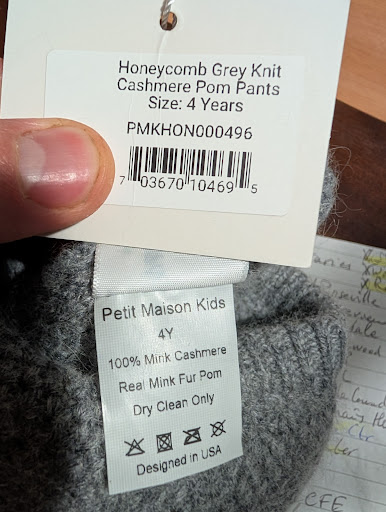 Honeycomb Grey Knit
Cashmere Pom Pants
Size: 4 Years
PMKHON000496
7 03670 10469 5
Petit Maison Kids
4Y
100% Mink Cashmere
Real Mink Fur Pom
Dry Clean Only
Designed in USA
CFE